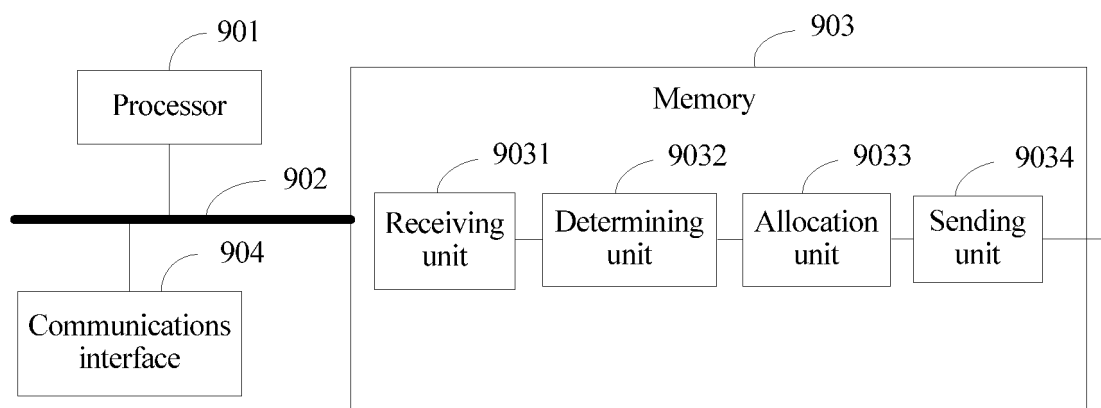 901
903
Processor
Memory
902
9031
9032
9033
9034
Receiving
unit
Determining
unit
Allocation
unit
Sending
unit
904
Communications
interface